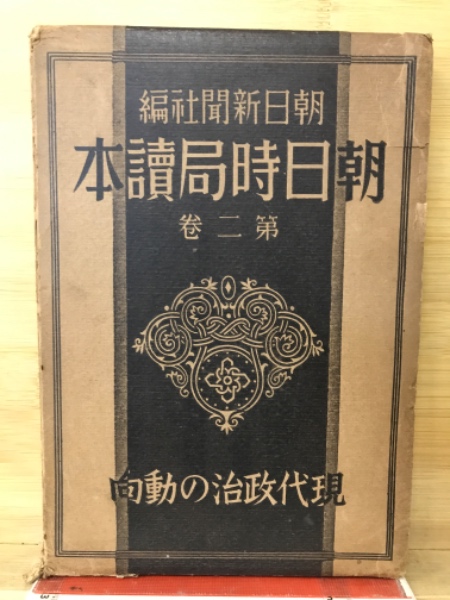 朝日新聞社編
朝日時局讀本
第二卷
現代政治の動向